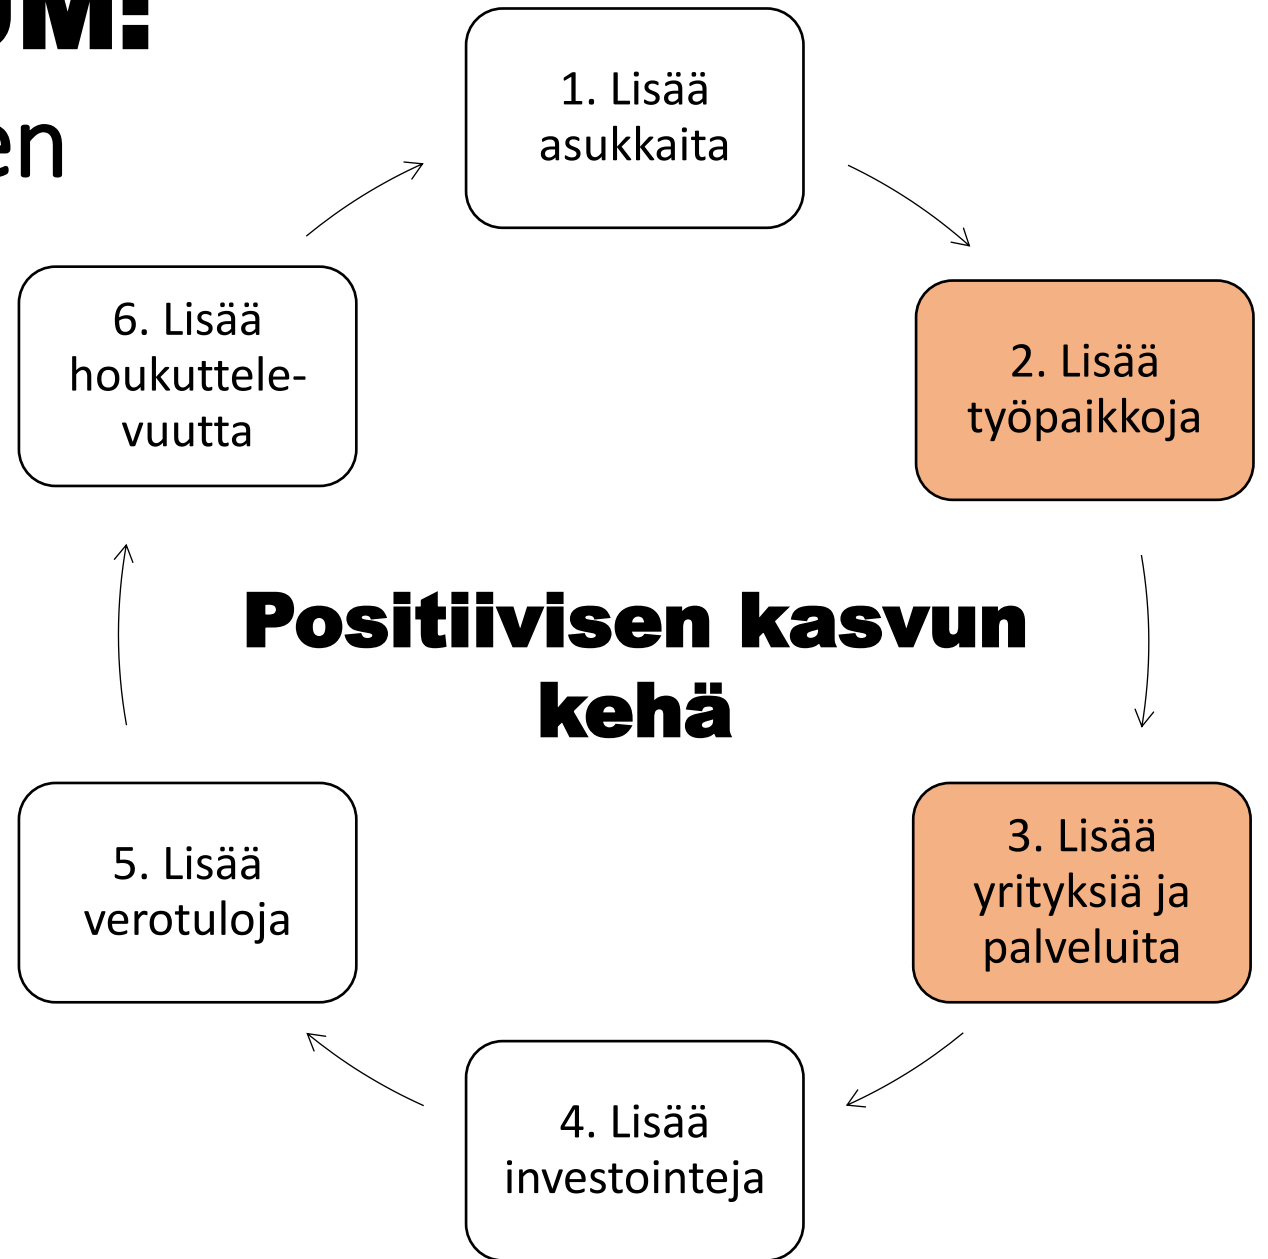 1. Lisää
asukkaita
2. Lisää
työpaikkoja
3. Lisää
yrityksiä ja
palveluita
4. Lisää
investointeja
5. Lisää
verotuloja
6. Lisää
houkuttele-
vuutta
Positiivisen kasvun
kehä